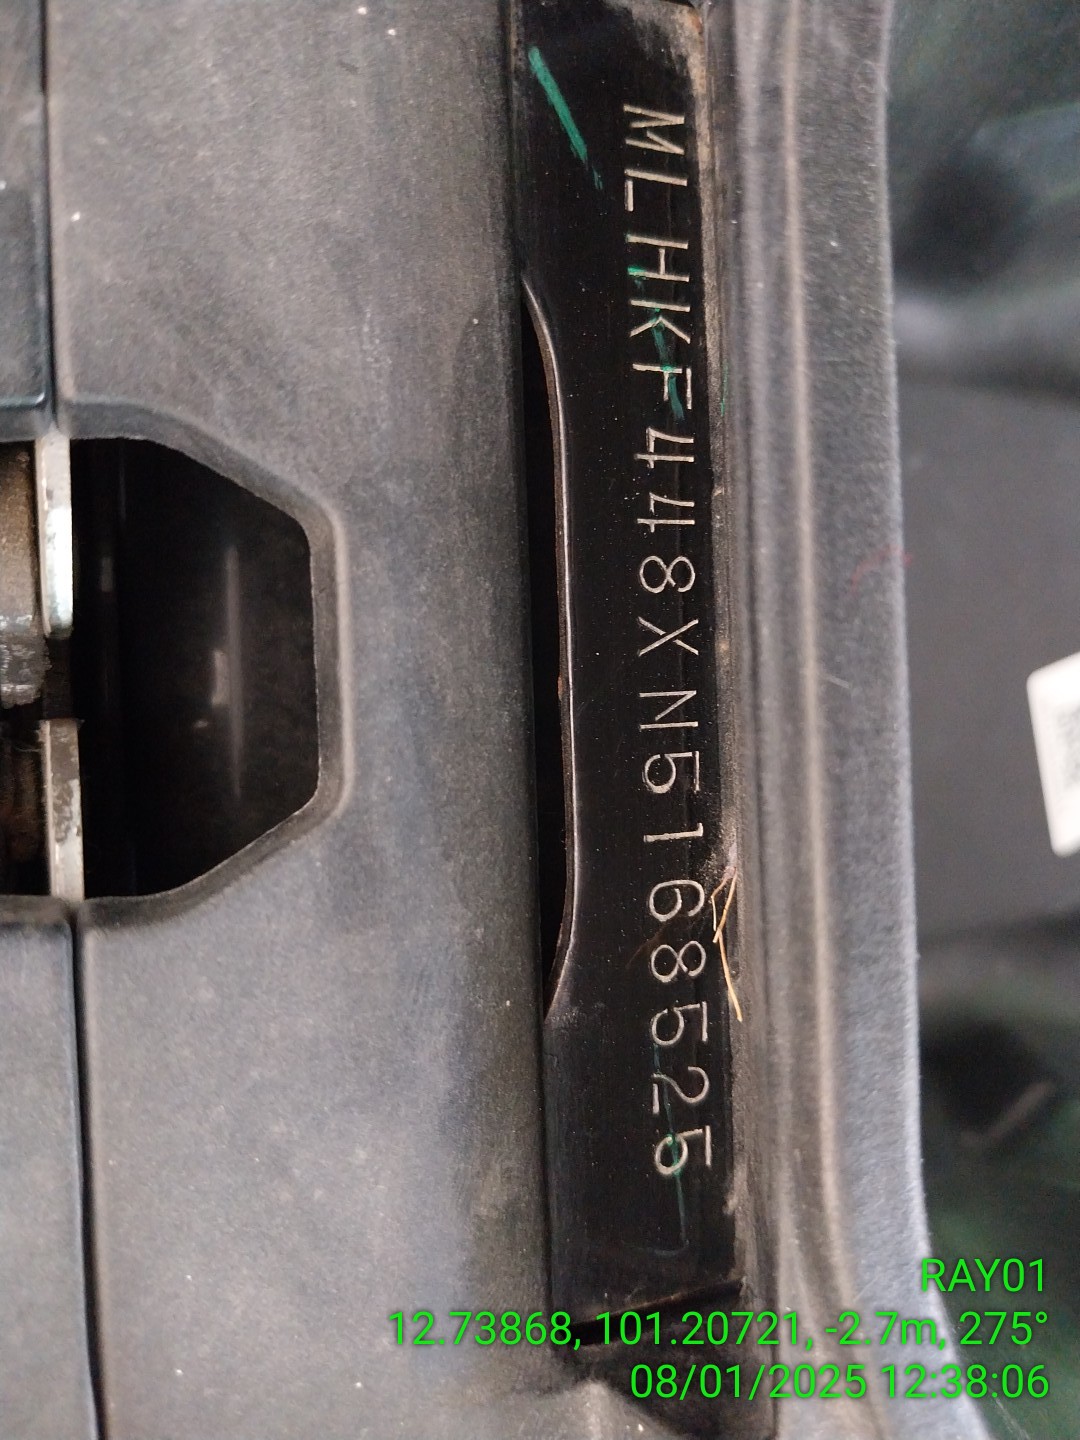 MLHKF448XN5168525
RAY01
12.73868, 101.20721, -2.7m, 275°
08/01/2025 12:38:06